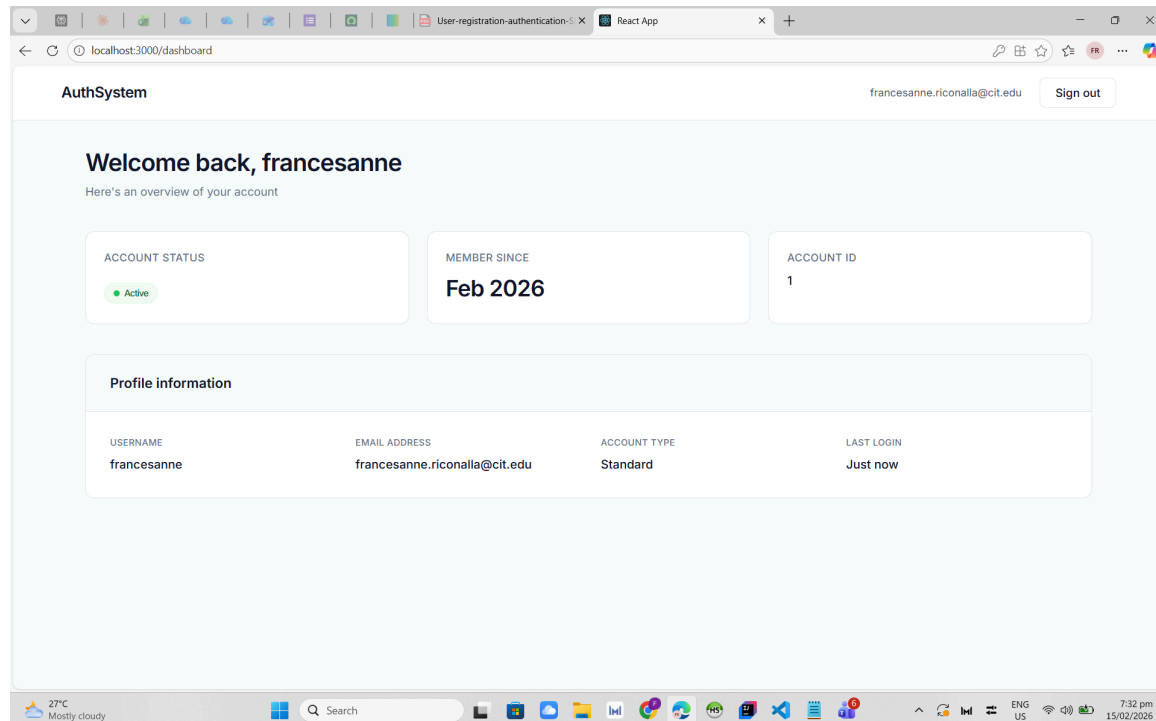 User-registration-authentication-S
React App
localhost:3000/dashboard
FR
AuthSystem
francesanne.riconalla@cit.edu
Sign out
Welcome back, francesanne
Here's an overview of your account
ACCOUNT STATUS
Active
MEMBER SINCE
Feb 2026
ACCOUNT ID
1
Profile information
USERNAME
francesanne
EMAIL ADDRESS
francesanne.riconalla@cit.edu
ACCOUNT TYPE
Standard
LAST LOGIN
Just now
27°C
Mostly cloudy
Search
6
ENG
US
7:32 pm
15/02/2026